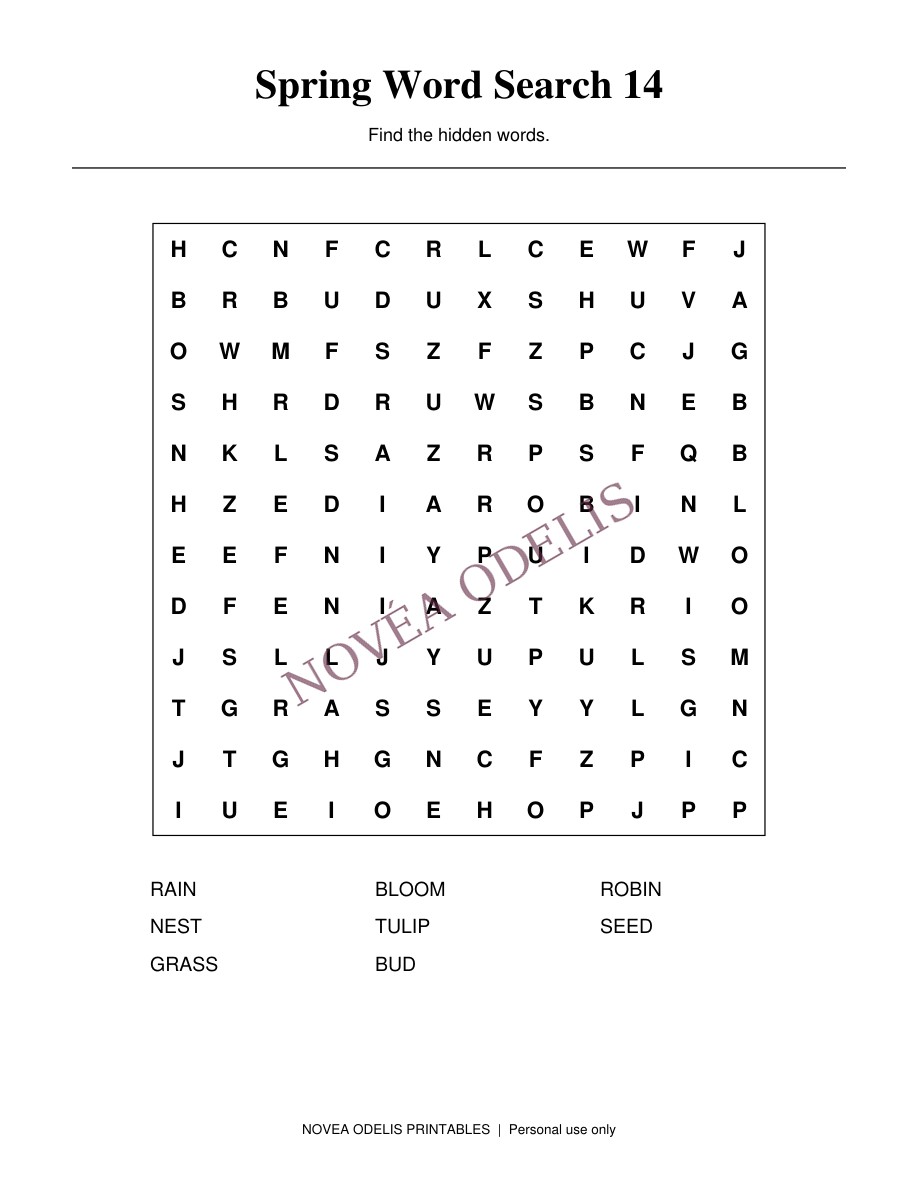 Spring Word Search 14
Find the hidden words.
H C N F C R L C E W F J
B R B U D U X S H U V A
O W M F S Z F Z P C J G
S H R D R U W S B N E B
N K L S A Z R P S F Q B
H Z E D I A R O B I N L
E E F N I Y P U I D W O
D F E N I A Z T K R I O
J S L L J Y U P U L S M
T G R A S S E Y Y L G N
J T G H G N C F Z P I C
I U E I O E H O P J P P
NOVÉA ODELIS
RAIN BLOOM ROBIN
NEST TULIP SEED
GRASS BUD
NOVEA ODELIS PRINTABLES | Personal use only